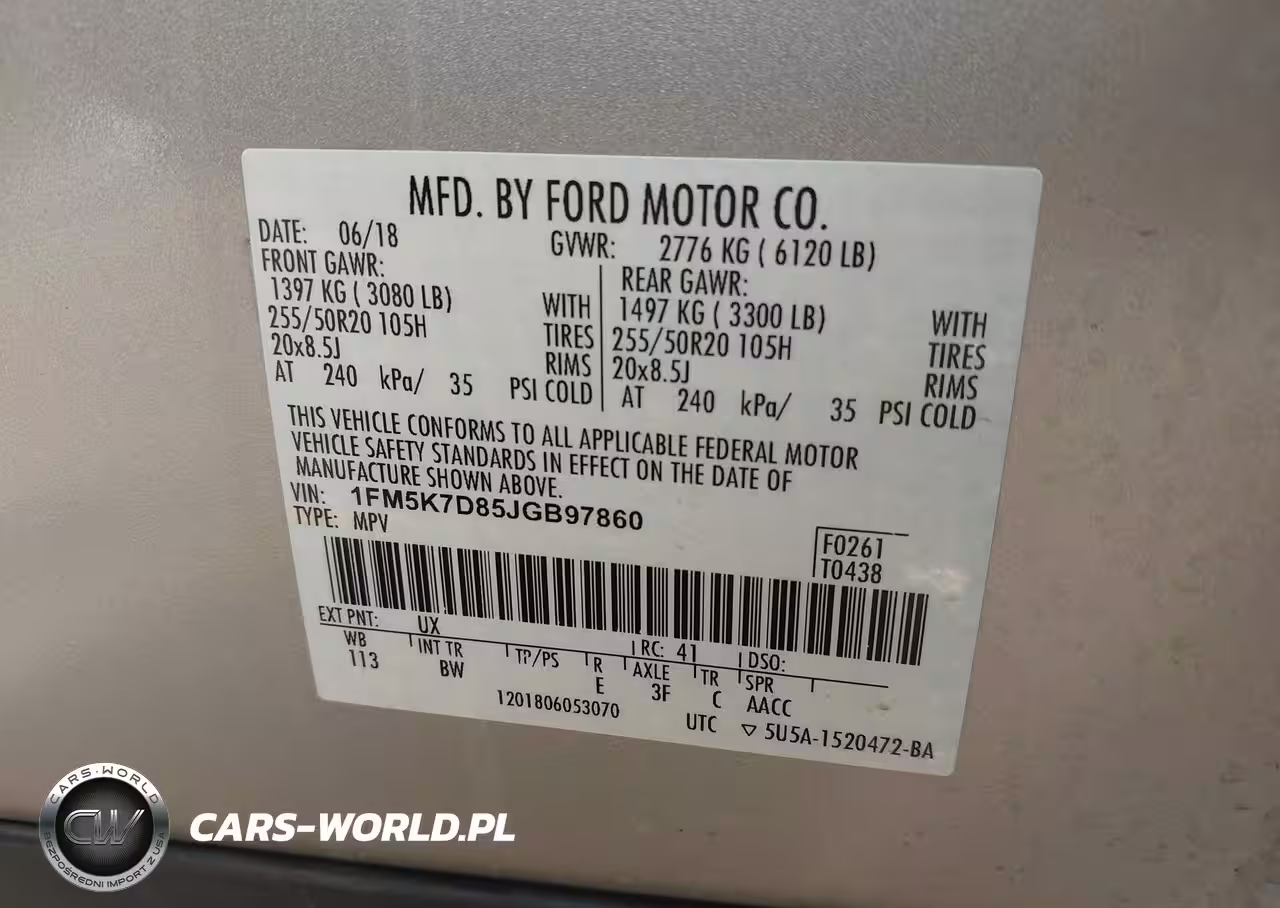 MFD. BY FORD MOTOR CO.
DATE: 06/18 GVWR: 2776 KG ( 6120 LB)
FRONT GAWR:
1397 KG ( 3080 LB) WITH
255/50R20 105H TIRES
20x8.5J RIMS
AT 240 kPa/ 35 PSI COLD
REAR GAWR:
1497 KG ( 3300 LB) WITH
255/50R20 105H TIRES
20x8.5J RIMS
AT 240 kPa/ 35 PSI COLD
THIS VEHICLE CONFORMS TO ALL APPLICABLE FEDERAL MOTOR
VEHICLE SAFETY STANDARDS IN EFFECT ON THE DATE OF
MANUFACTURE SHOWN ABOVE.
VIN: 1FM5K7D85JGB97860
TYPE: MPV
F0261
T0438
EXT PNT: UX RC: 41 DSO:
WB INT TR TP/PS R AXLE TR SPR
113 BW E 3F C AACC
1201806053070
UTC ▽ 5U5A-1520472-BA
CARS-WORLD
CW
BEZPOŚREDNI IMPORT Z USA
CARS-WORLD.PL